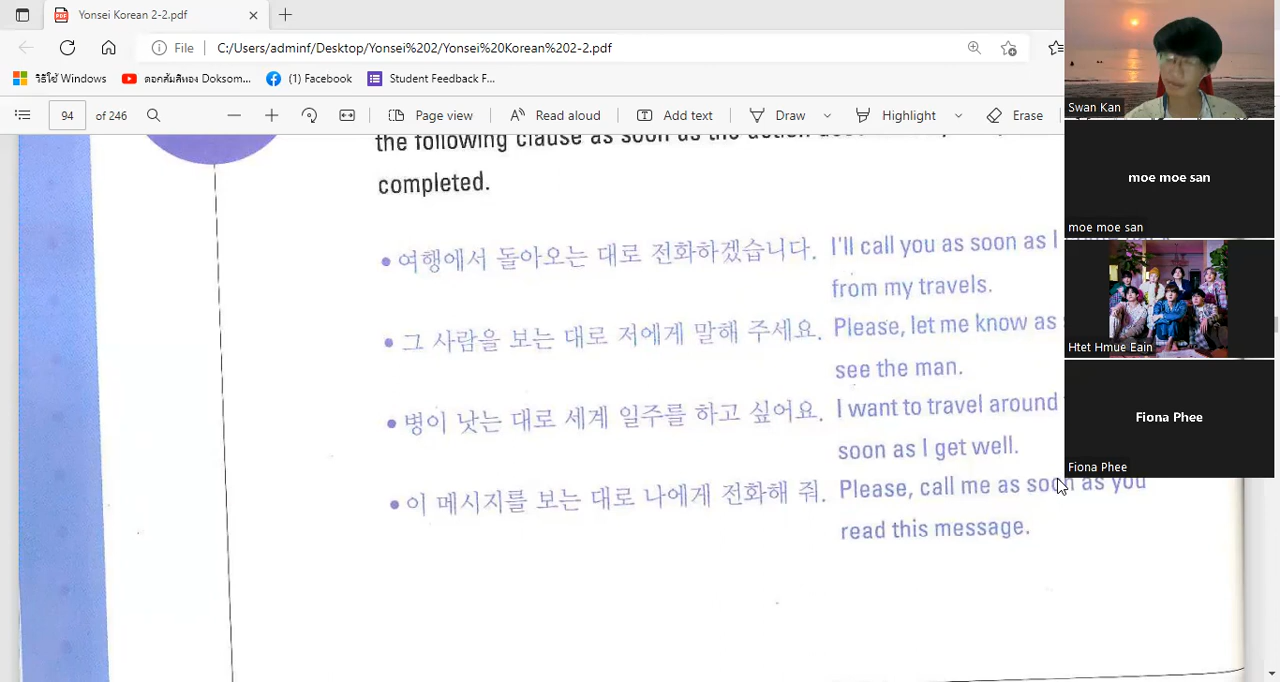 Yonsei Korean 2-2.pdf
File C:/Users/adminf/Desktop/Yonsei%202/Yonsei%20Korean%202-2.pdf
วิธีใช้ Windows ดอกส้มสีทอง Doksom... (1) Facebook Student Feedback F...
94 of 246 Page view Read aloud Add text Draw Highlight Erase
the following clause as soon as the action
completed.
• 여행에서 돌아오는 대로 전화하겠습니다. I'll call you as soon as I
from my travels.
• 그 사람을 보는 대로 저에게 말해 주세요. Please, let me know as
see the man.
• 병이 낫는 대로 세계 일주를 하고 싶어요. I want to travel around
soon as I get well.
• 이 메시지를 보는 대로 나에게 전화해 줘. Please, call me as soon as you
read this message.
Swan Kan
moe moe san
moe moe san
Htet Hmue Eain
Fiona Phee
Fiona Phee